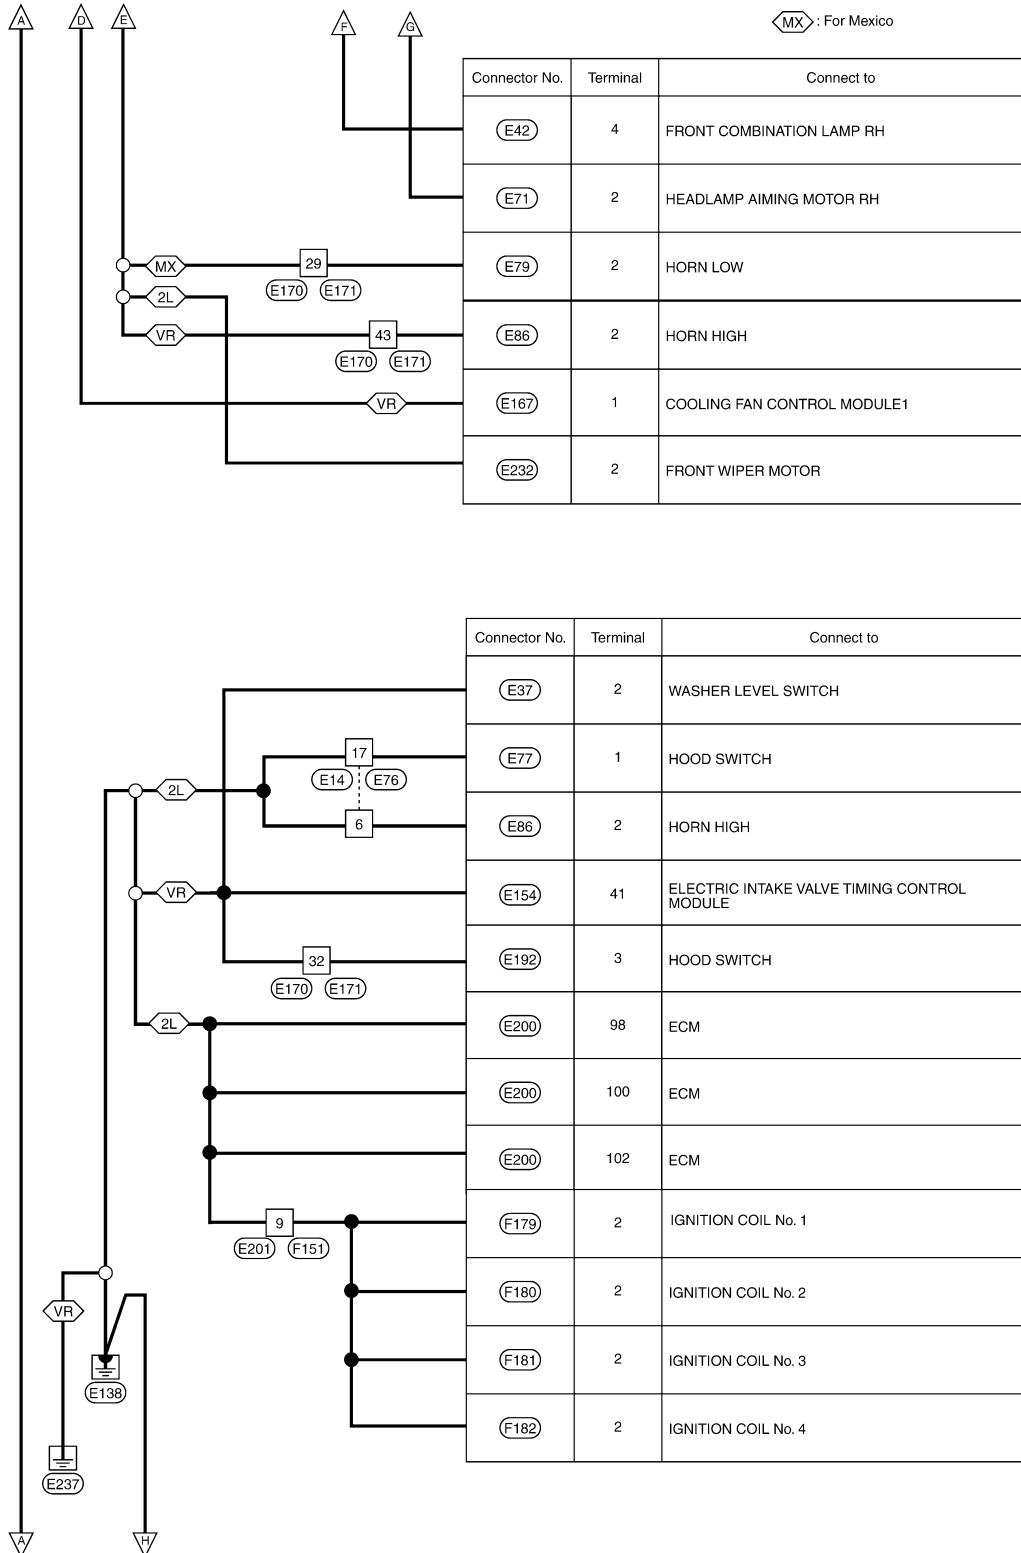 A D E F G
MX : For Mexico
Connector No. Terminal Connect to
E42 4 FRONT COMBINATION LAMP RH
E71 2 HEADLAMP AIMING MOTOR RH
MX 29 E79 2 HORN LOW
E170 E171
2L
VR 43 E86 2 HORN HIGH
E170 E171
VR E167 1 COOLING FAN CONTROL MODULE1
E232 2 FRONT WIPER MOTOR
Connector No. Terminal Connect to
E37 2 WASHER LEVEL SWITCH
17 E77 1 HOOD SWITCH
E14 E76
2L
6 E86 2 HORN HIGH
VR E154 41 ELECTRIC INTAKE VALVE TIMING CONTROL
MODULE
32 E192 3 HOOD SWITCH
E170 E171
2L E200 98 ECM
E200 100 ECM
E200 102 ECM
9 F179 2 IGNITION COIL No. 1
E201 F151
F180 2 IGNITION COIL No. 2
VR
F181 2 IGNITION COIL No. 3
E138
F182 2 IGNITION COIL No. 4
E237
A H